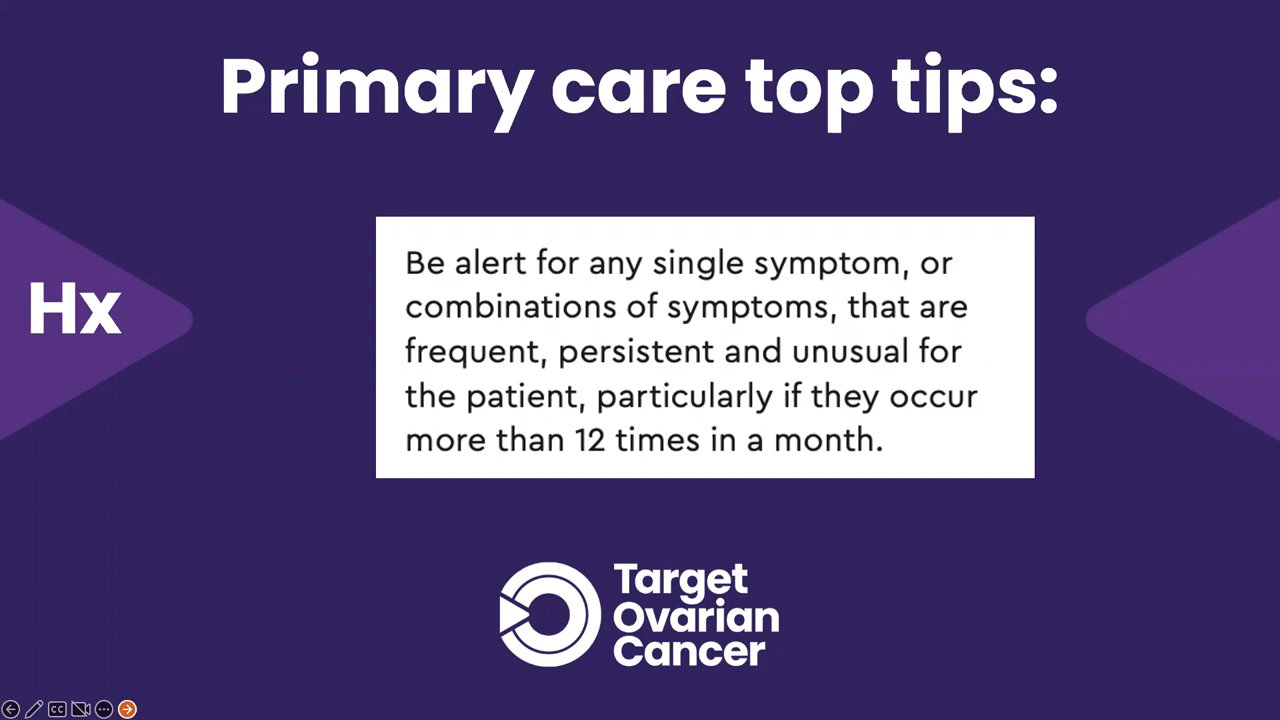 Primary care top tips:
Hx
Be alert for any single symptom, or
combinations of symptoms, that are
frequent, persistent and unusual for
the patient, particularly if they occur
more than 12 times in a month.
Target
Ovarian
Cancer
CC